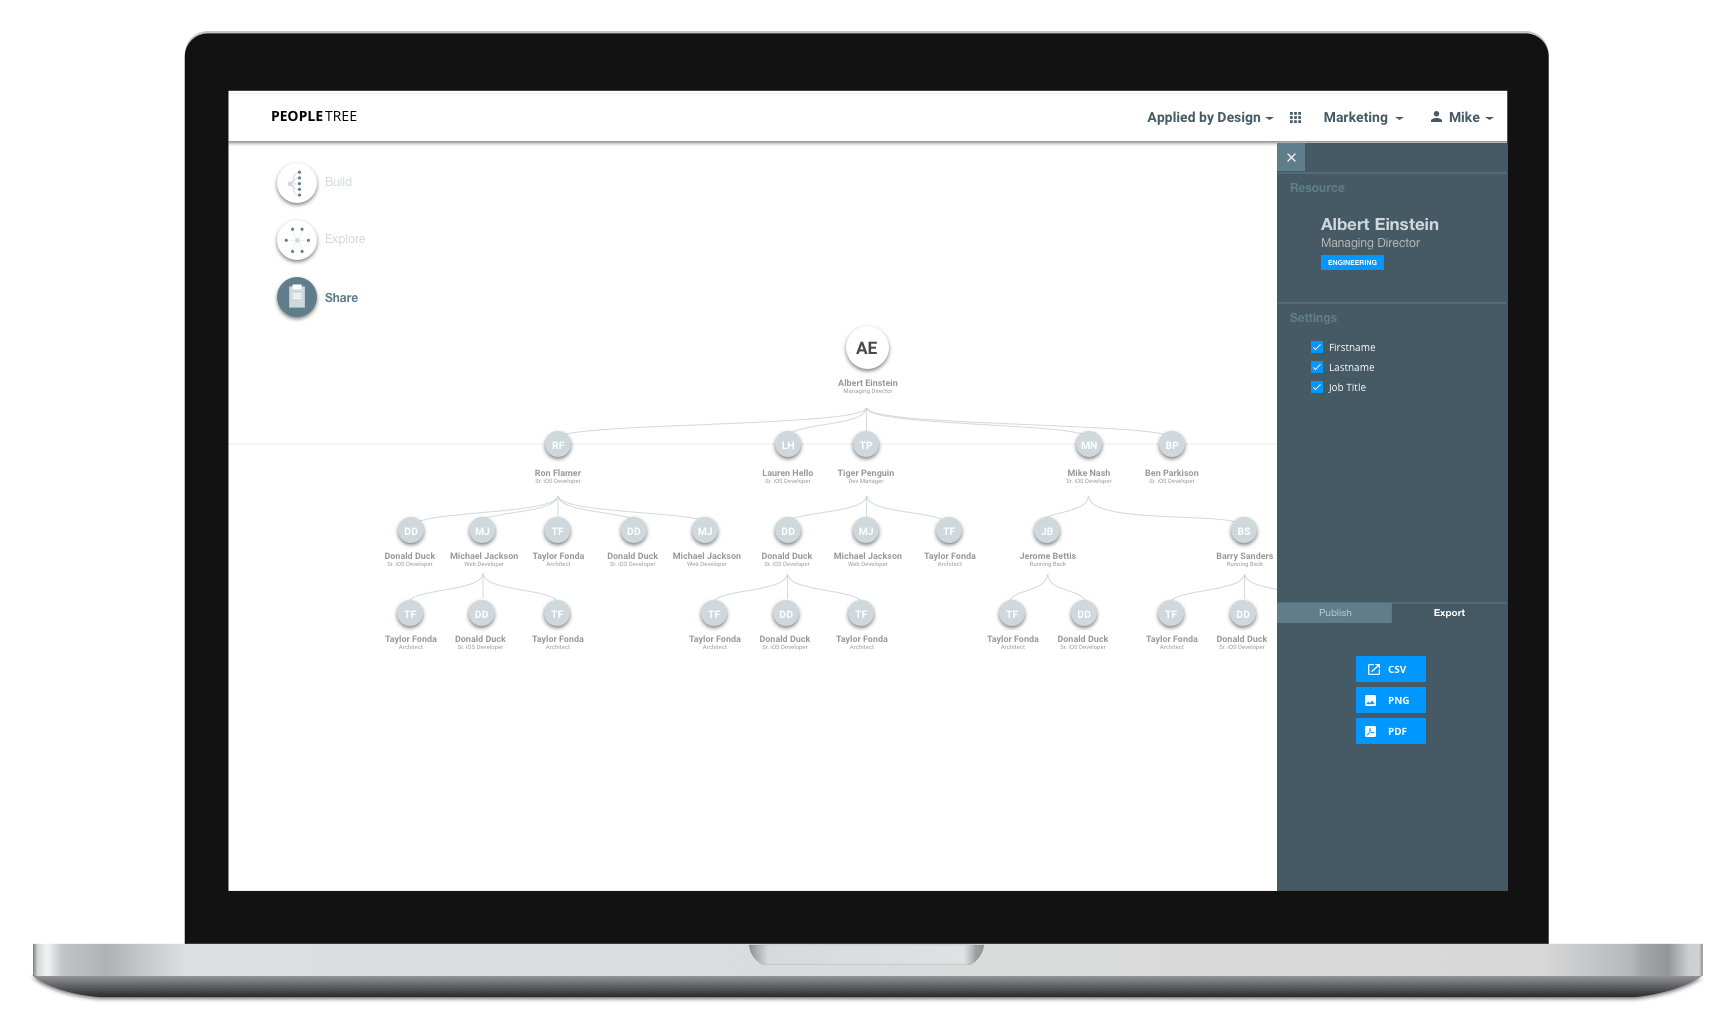 PEOPLETREE
Applied by Design
Marketing
Mike
Build
Explore
Share
AE
Albert Einstein
Managing Director
RF
LH
TP
MN
BP
Ron Flamer
Lauren Hello
Tiger Penguin
Mike Nash
Ben Parkison
Sr. iOS Developer
Sr. iOS Developer
Dev Manager
Sr. iOS Developer
Sr. iOS Developer
DD
MJ
TF
DD
MJ
DD
MJ
TF
JB
BS
Donald Duck
Michael Jackson
Taylor Fonda
Donald Duck
Michael Jackson
Donald Duck
Michael Jackson
Taylor Fonda
Jerome Bettis
Barry Sanders
Sr. iOS Developer
Web Developer
Architect
Sr. iOS Developer
Web Developer
Sr. iOS Developer
Web Developer
Architect
Running Back
Running Back
TF
DD
TF
TF
DD
TF
TF
DD
TF
DD
Taylor Fonda
Donald Duck
Taylor Fonda
Taylor Fonda
Donald Duck
Taylor Fonda
Taylor Fonda
Donald Duck
Taylor Fonda
Donald Duck
Architect
Sr. iOS Developer
Architect
Architect
Sr. iOS Developer
Architect
Architect
Sr. iOS Developer
Architect
Sr. iOS Developer
Resource
Albert Einstein
Managing Director
ENGINEERING
Settings
Firstname
Lastname
Job Title
Publish
Export
CSV
PNG
PDF